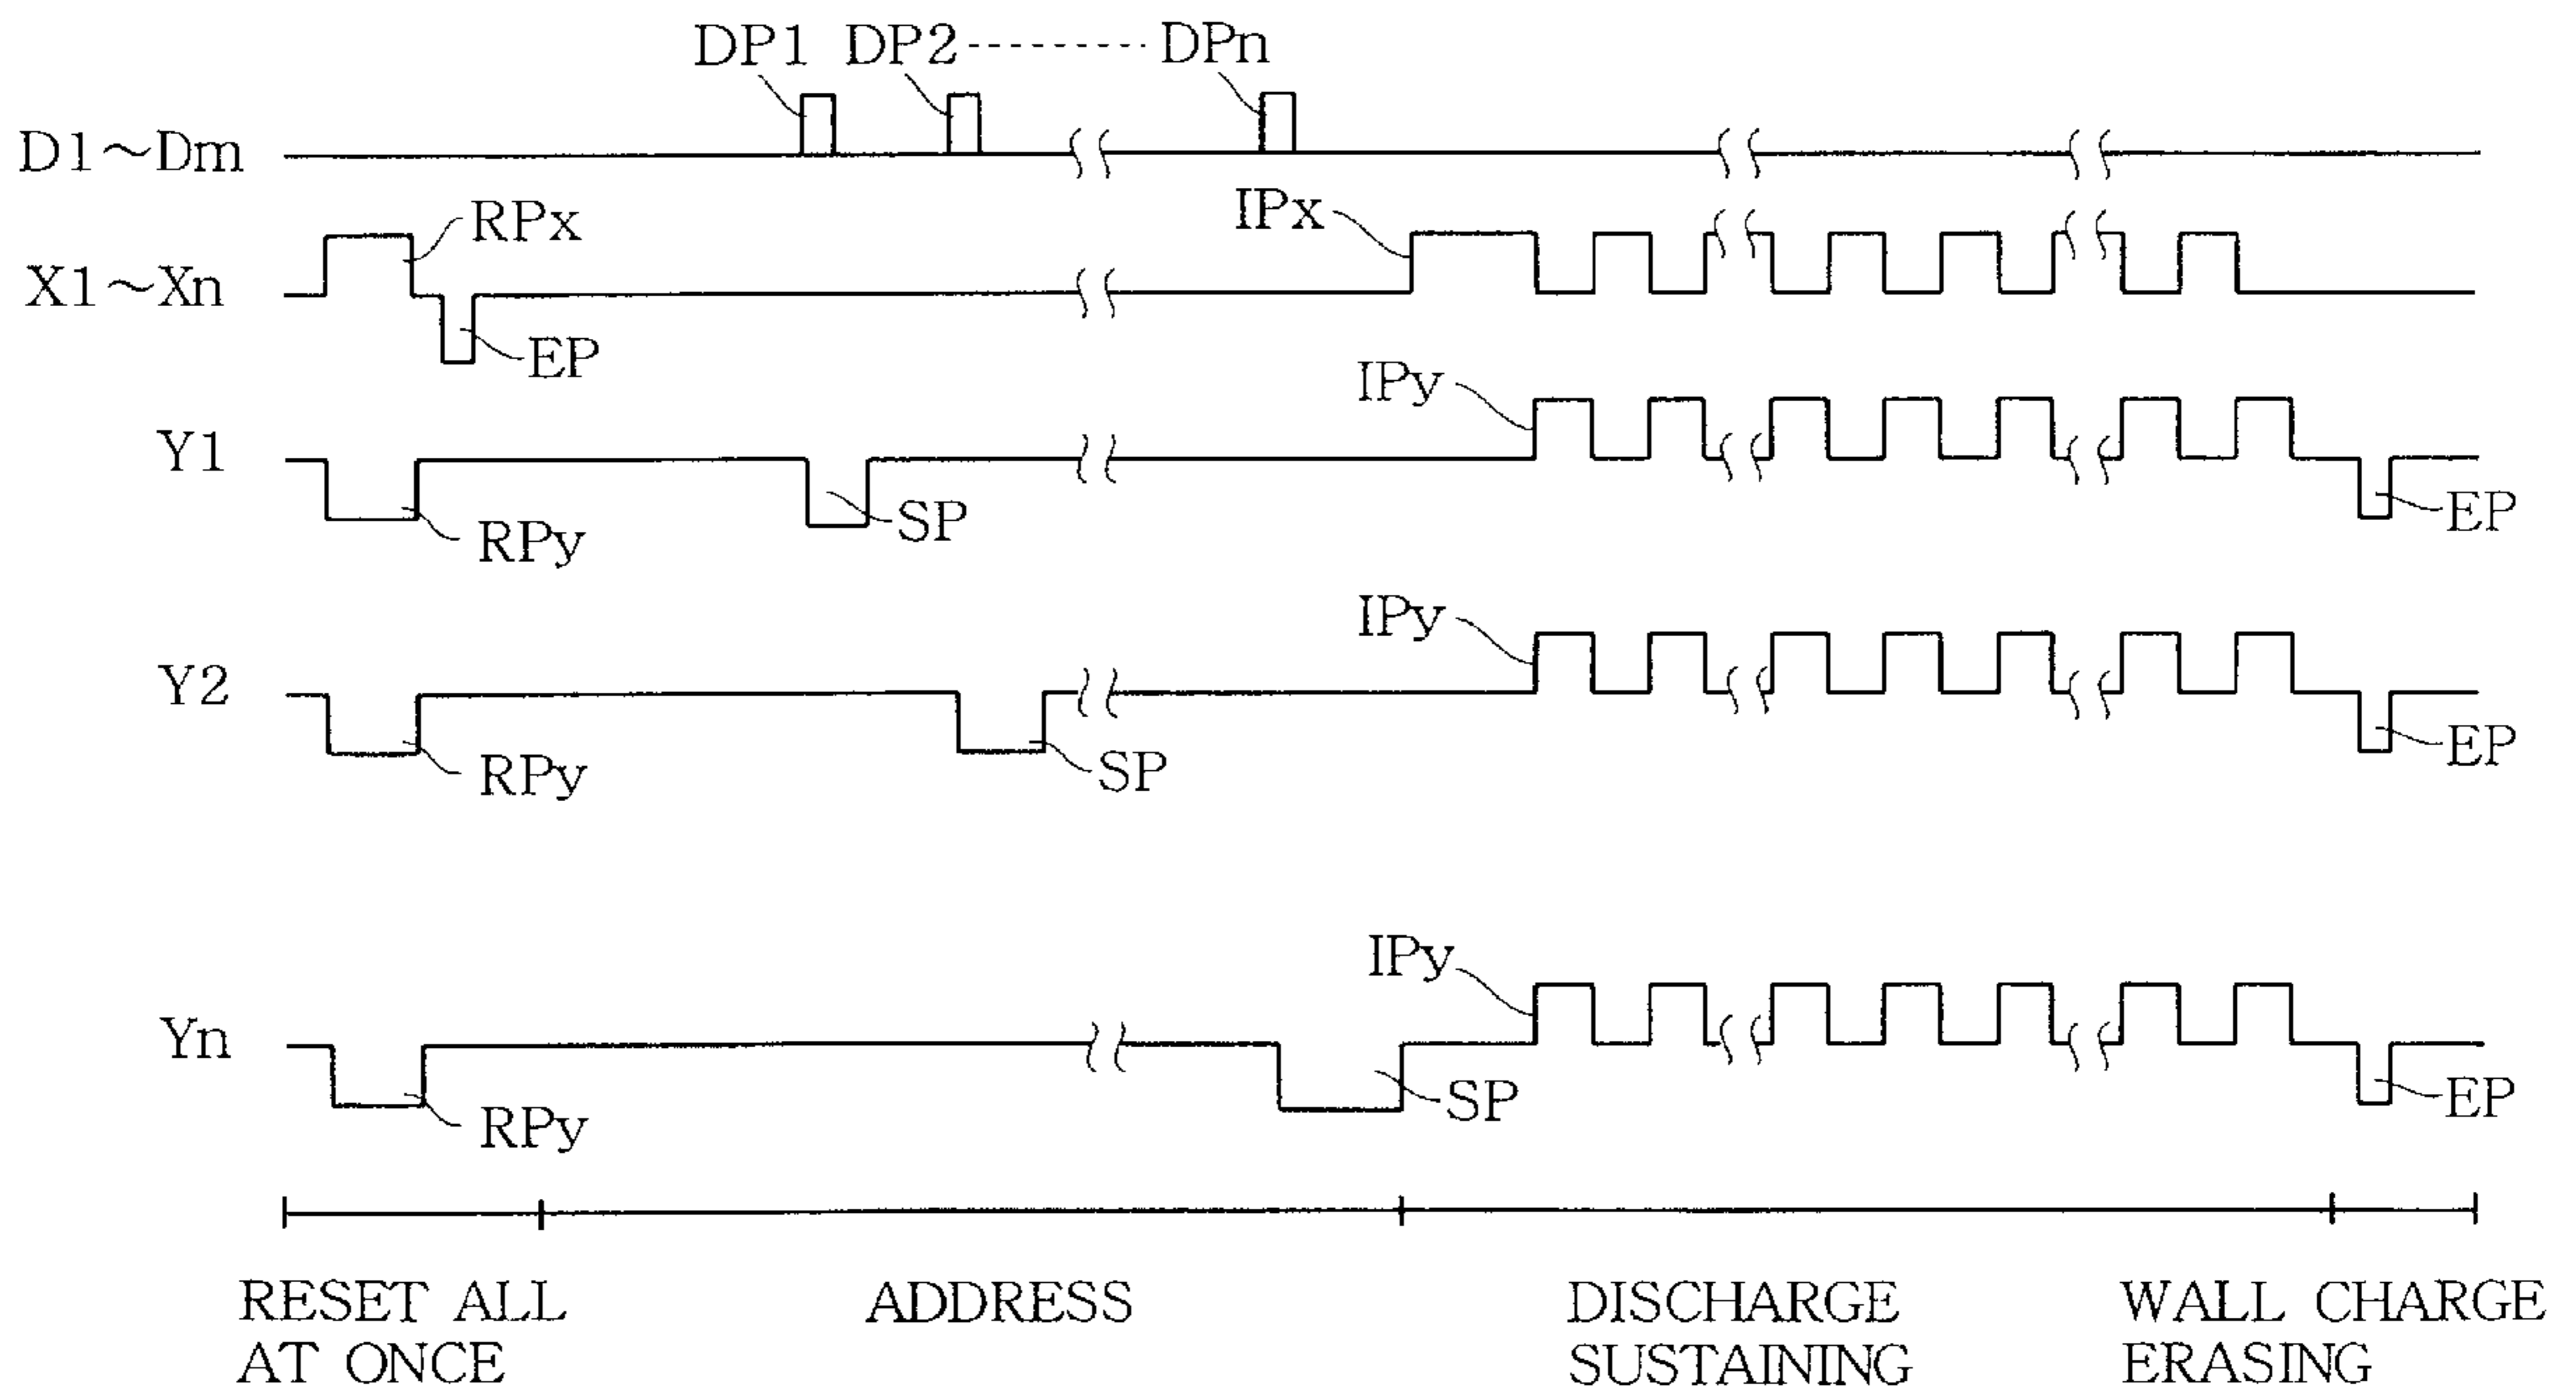 DP1 DP2 DPn
D1~Dm
RPx IPx
X1~Xn
EP
IPy
Y1
SP EP
RPy
IPy
Y2
EP
RPy SP
IPy
Yn
SP EP
RPy
RESET ALL AT ONCE
ADDRESS
DISCHARGE SUSTAINING
WALL CHARGE ERASING